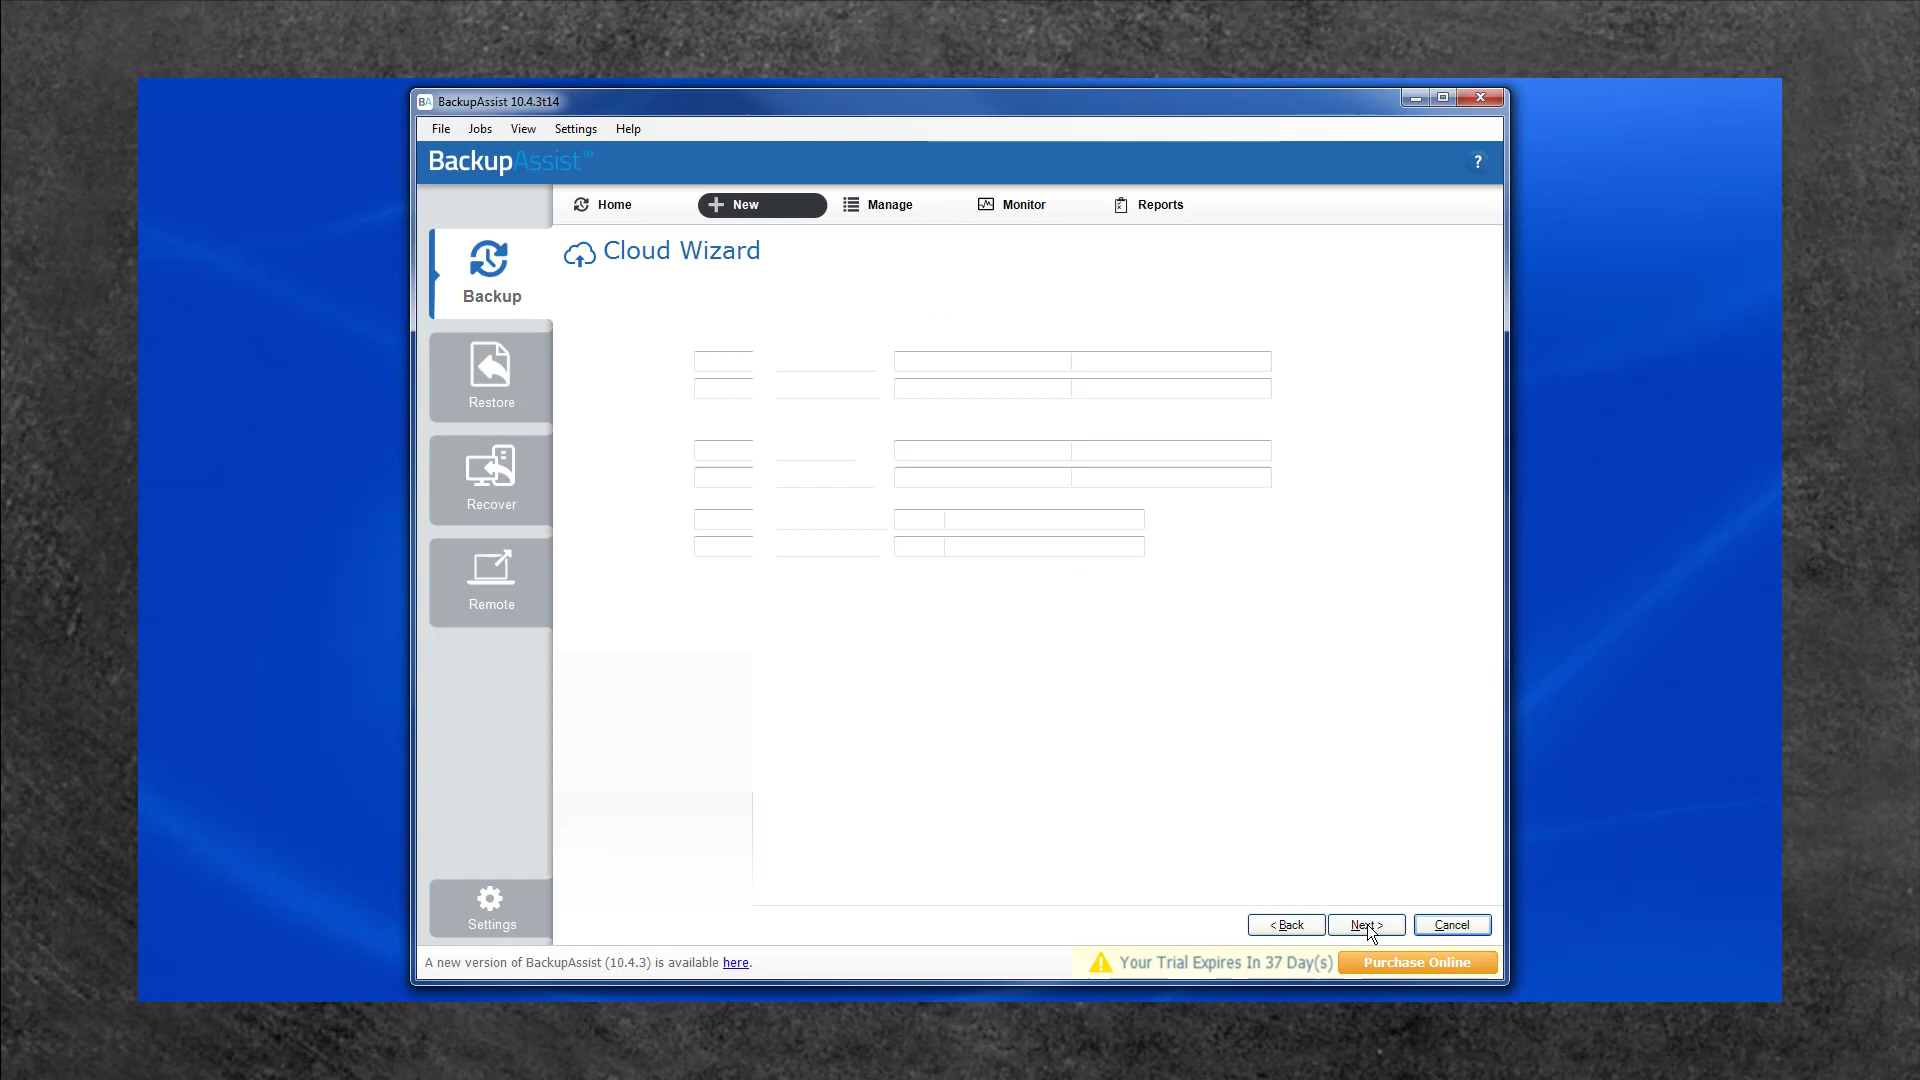 BA BackupAssist 10.4.3t14
File Jobs View Settings Help
BackupAssist™ ?
Home New Manage Monitor Reports
Cloud Wizard
Backup
Restore
Recover
Remote
Settings
< Back Next > Cancel
A new version of BackupAssist (10.4.3) is available here. Your Trial Expires In 37 Day(s) Purchase Online